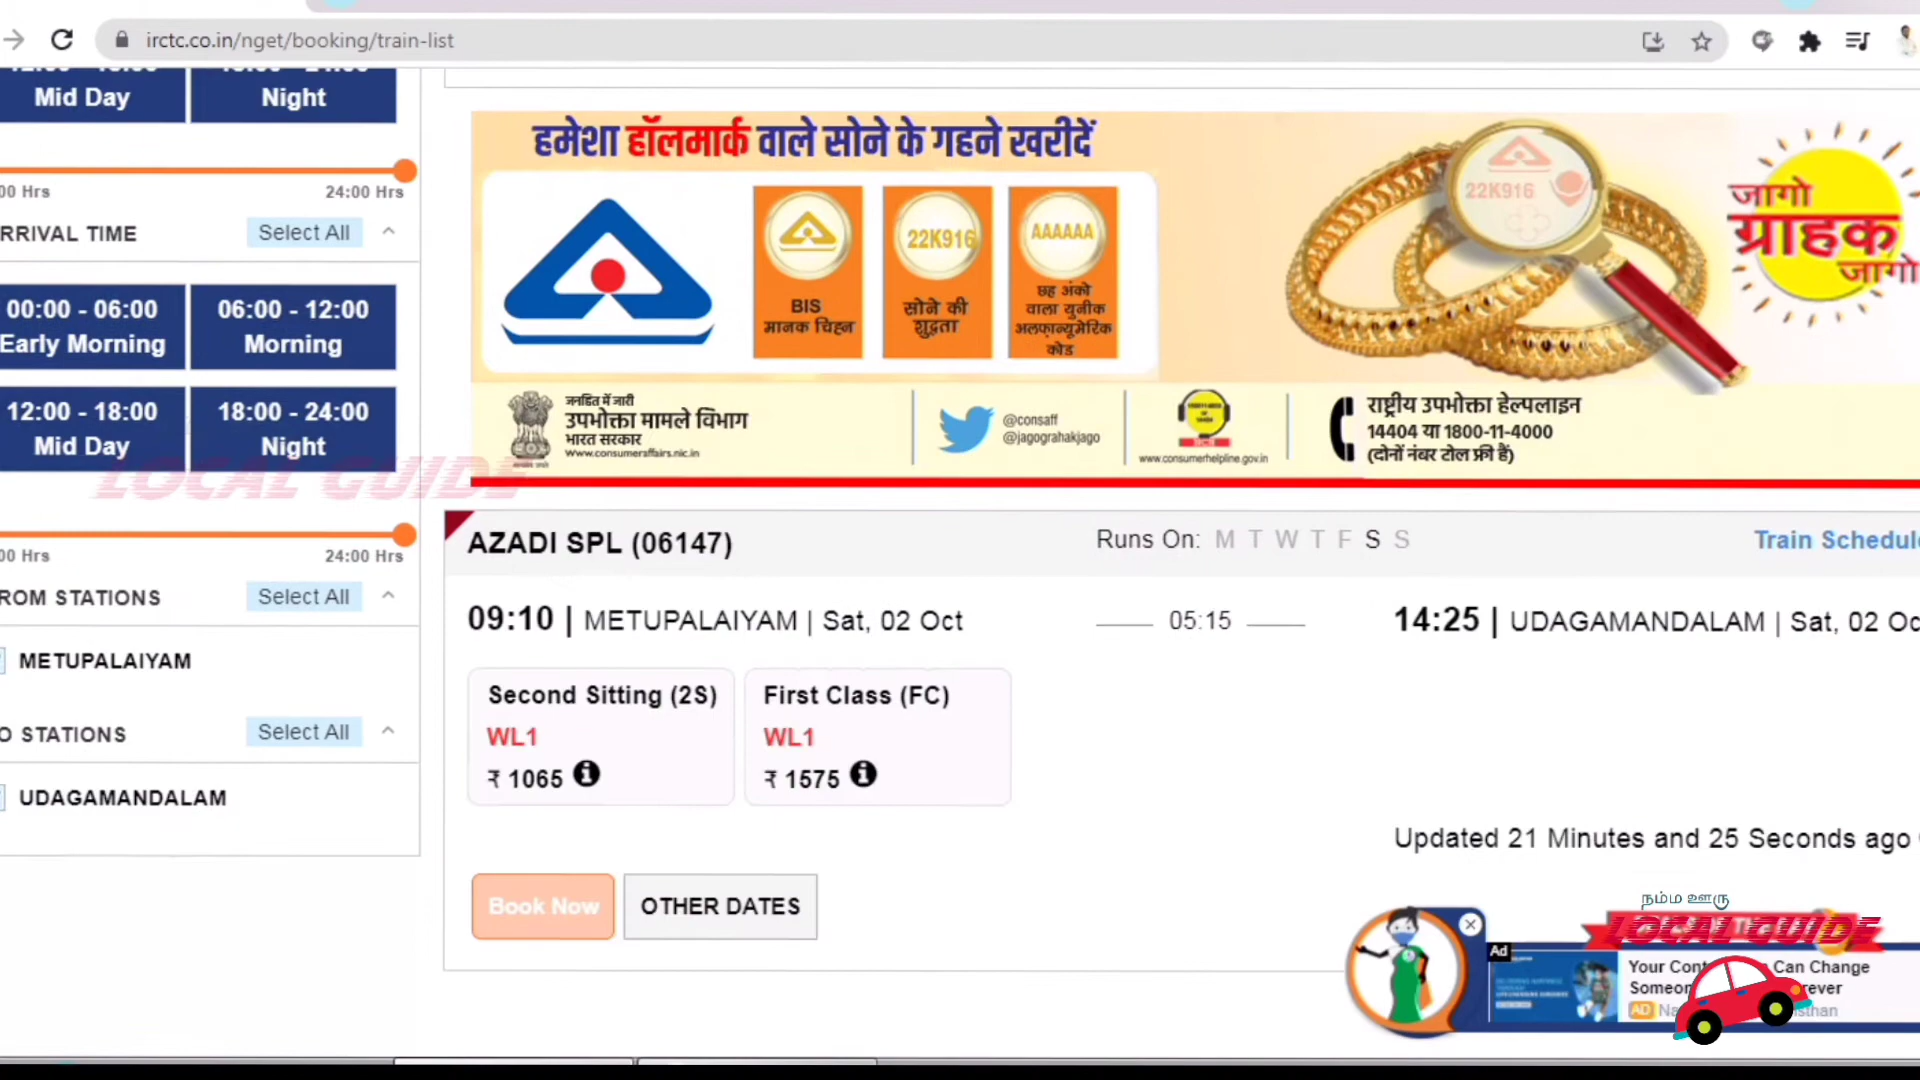 irctc.co.in/nget/booking/train-list
Mid Day
Night
00 Hrs
24:00 Hrs
RRIVAL TIME
Select All
00:00 - 06:00
Early Morning
06:00 - 12:00
Morning
12:00 - 18:00
Mid Day
18:00 - 24:00
Night
LOCAL GUIDE
00 Hrs
24:00 Hrs
ROM STATIONS
Select All
METUPALAIYAM
O STATIONS
Select All
UDAGAMANDALAM
हमेशा हॉलमार्क वाले सोने के गहने खरीदें
BIS
मानक चिह्न
22K916
सोने की
शुद्धता
AAAAAA
छह अंको
वाला युनीक
अलफ़ान्यूमेरिक
कोड
22K916
जागो
ग्राहक
जागो
जनहित में जारी
उपभोक्ता मामले विभाग
भारत सरकार
www.consumeraffairs.nic.in
@consaff
@jagograhakjago
www.consumerhelpline.gov.in
राष्ट्रीय उपभोक्ता हेल्पलाइन
14404 या 1800-11-4000
(दोनों नंबर टोल फ्री हैं)
AZADI SPL (06147)
Runs On: M T W T F S S
Train Schedul
09:10 | METUPALAIYAM | Sat, 02 Oct
05:15
14:25 | UDAGAMANDALAM | Sat, 02 Oc
Second Sitting (2S)
WL1
₹ 1065
First Class (FC)
WL1
₹ 1575
Updated 21 Minutes and 25 Seconds ago
Book Now
OTHER DATES
நம்ம ஊரு
LOCAL GUIDE
Ad
Your Can Change
AD